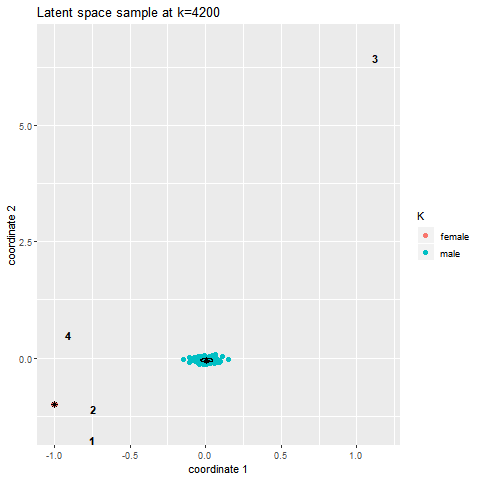 Latent space sample at k=4200
3
5.0
K
female
male
coordinate 2
2.5
4
0.0
2
1
-1.0 -0.5 0.0 0.5 1.0
coordinate 1